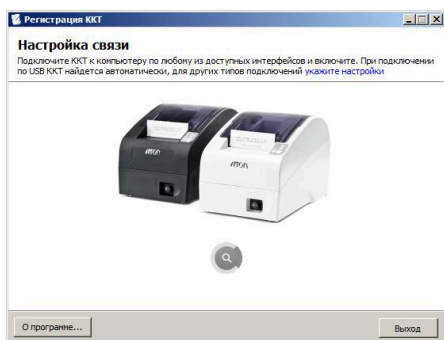 Регистрация ККТ
Настройка связи
Подключите ККТ к компьютеру по любому из доступных интерфейсов и включите. При подключении
по USB ККТ найдется автоматически, для других типов подключений укажите настройки
АТОЛ
АТОЛ
О программе...
Выход